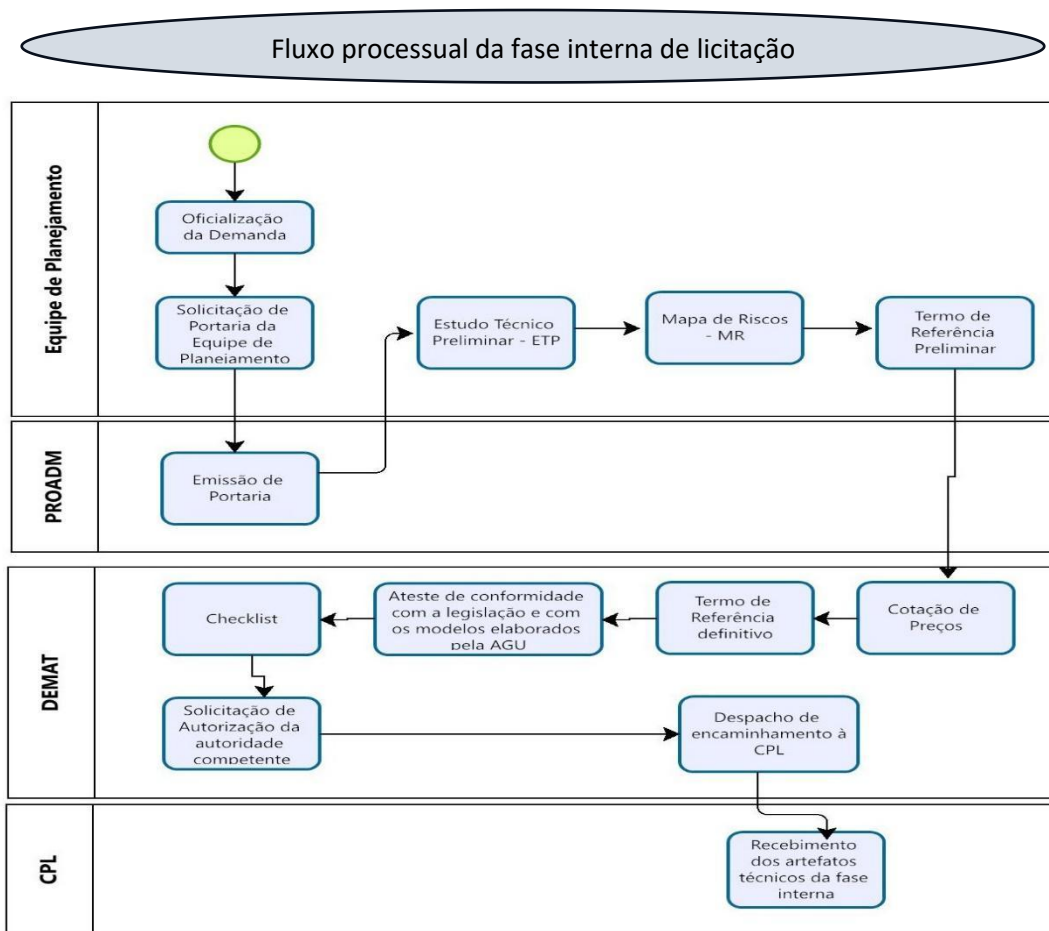 Fluxo processual da fase interna de licitação
Equipe de Planejamento
Oficialização
da Demanda
Solicitação de
Portaria da
Equipe de
Planejamento
Estudo Técnico
Preliminar - ETP
Mapa de Riscos
- MR
Termo de
Referência
Preliminar
PROADM
Emissão de
Portaria
DEMAT
Checklist
Ateste de conformidade
com a legislação e com
os modelos elaborados
pela AGU
Termo de
Referência
definitivo
Cotação de
Preços
Solicitação de
Autorização da
autoridade
competente
Despacho de
encaminhamento à
CPL
CPL
Recebimento
dos artefatos
técnicos da fase
interna